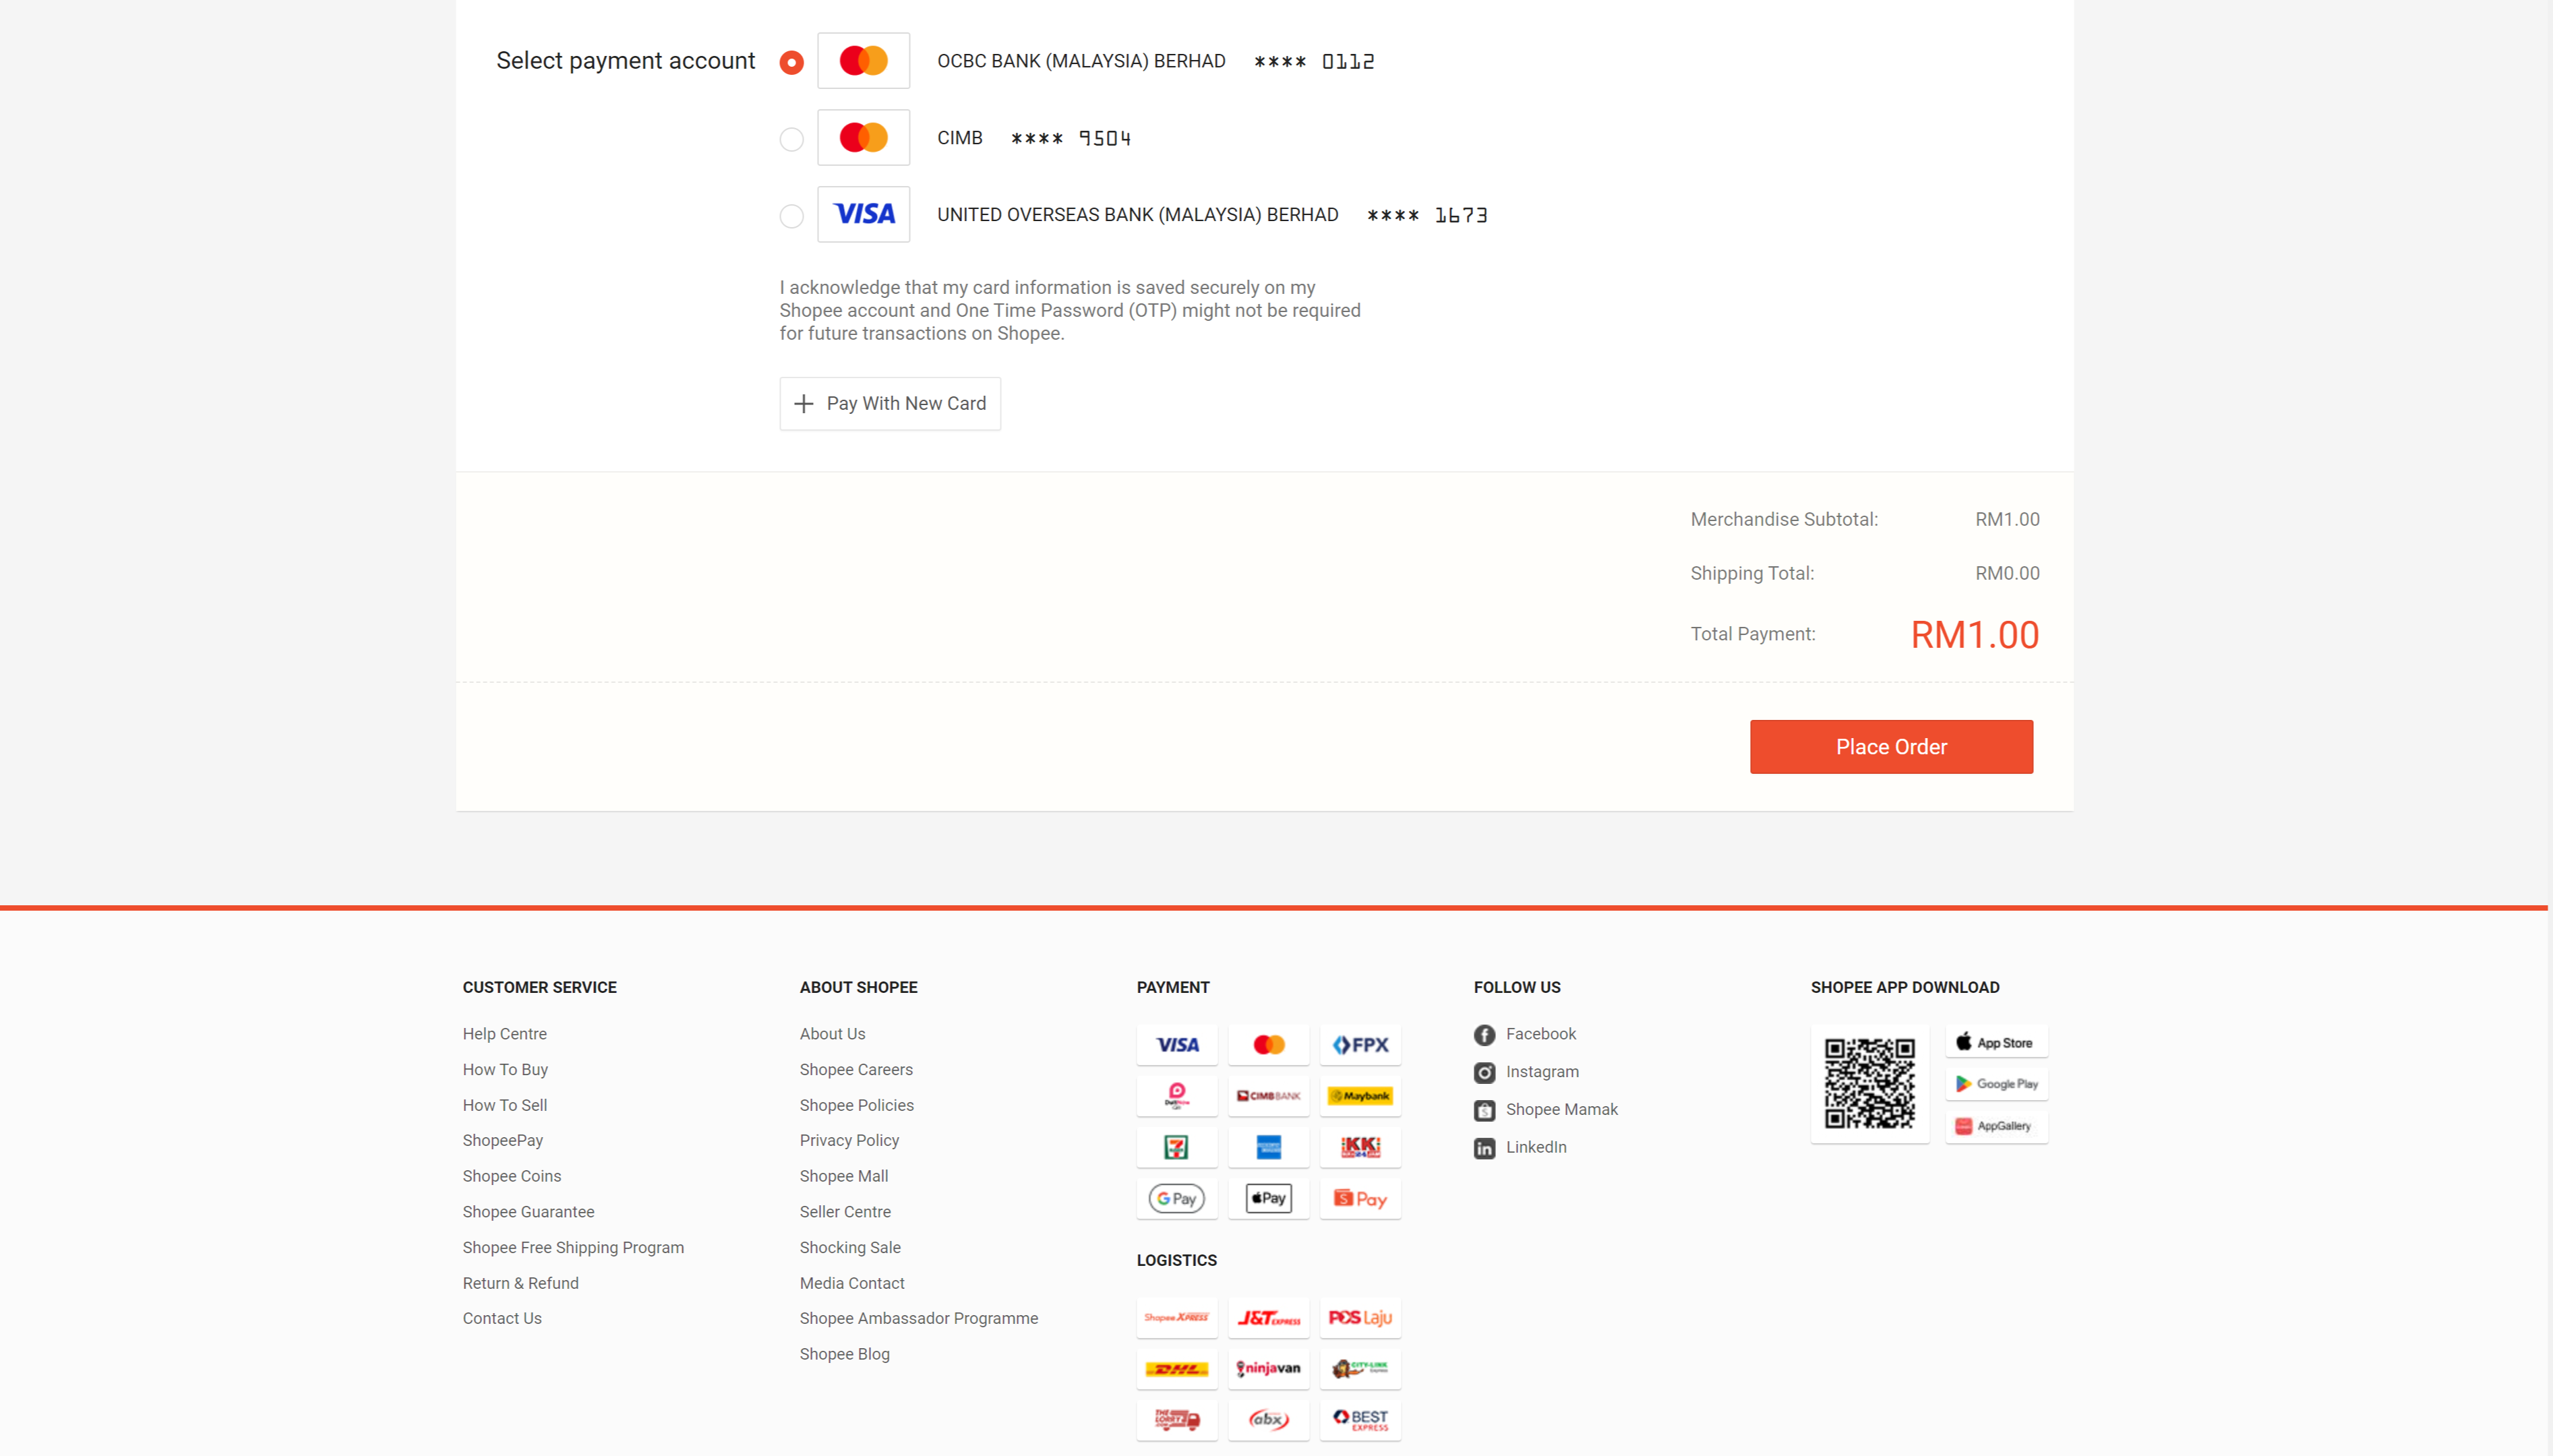 Select payment account
OCBC BANK (MALAYSIA) BERHAD **** 0112
CIMB **** 9504
VISA UNITED OVERSEAS BANK (MALAYSIA) BERHAD **** 1673
I acknowledge that my card information is saved securely on my
Shopee account and One Time Password (OTP) might not be required
for future transactions on Shopee.
Pay With New Card
Merchandise Subtotal: RM1.00
Shipping Total: RM0.00
Total Payment: RM1.00
Place Order
CUSTOMER SERVICE
Help Centre
How To Buy
How To Sell
ShopeePay
Shopee Coins
Shopee Guarantee
Shopee Free Shipping Program
Return & Refund
Contact Us
ABOUT SHOPEE
About Us
Shopee Careers
Shopee Policies
Privacy Policy
Shopee Mall
Seller Centre
Shocking Sale
Media Contact
Shopee Ambassador Programme
Shopee Blog
PAYMENT
VISA FPX
CIMB BANK Maybank
7 KK
G Pay Pay S Pay
LOGISTICS
Shopee XPRESS J&T EXPRESS POS Laju
DHL ninjavan CITY-LINK
THE LORRY abx BEST EXPRESS
FOLLOW US
Facebook
Instagram
Shopee Mamak
LinkedIn
SHOPEE APP DOWNLOAD
App Store
Google Play
AppGallery